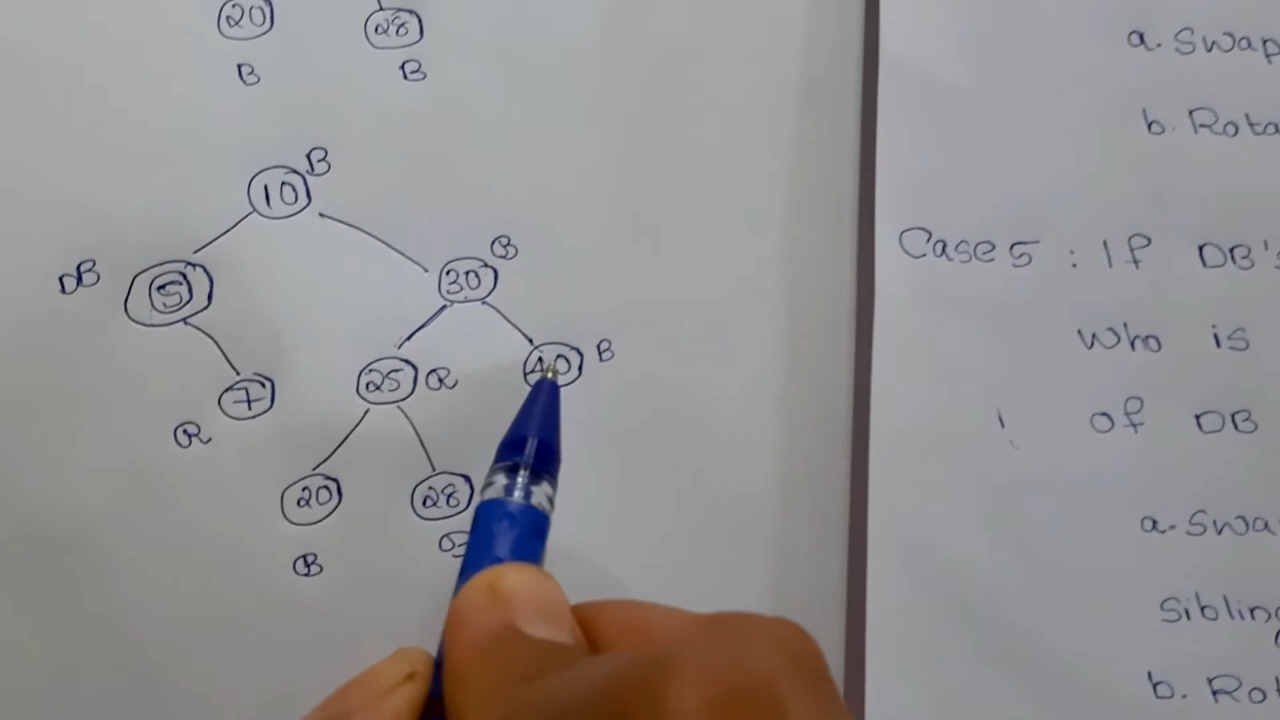 20 28
B B
10 B
DB 5 30 B
7 25 R 40 B
R
20 28
B
a. Swap
b. Rota
Case 5 : If DB's
Who is
of DB
a. Swa
Sibling
b. Rot